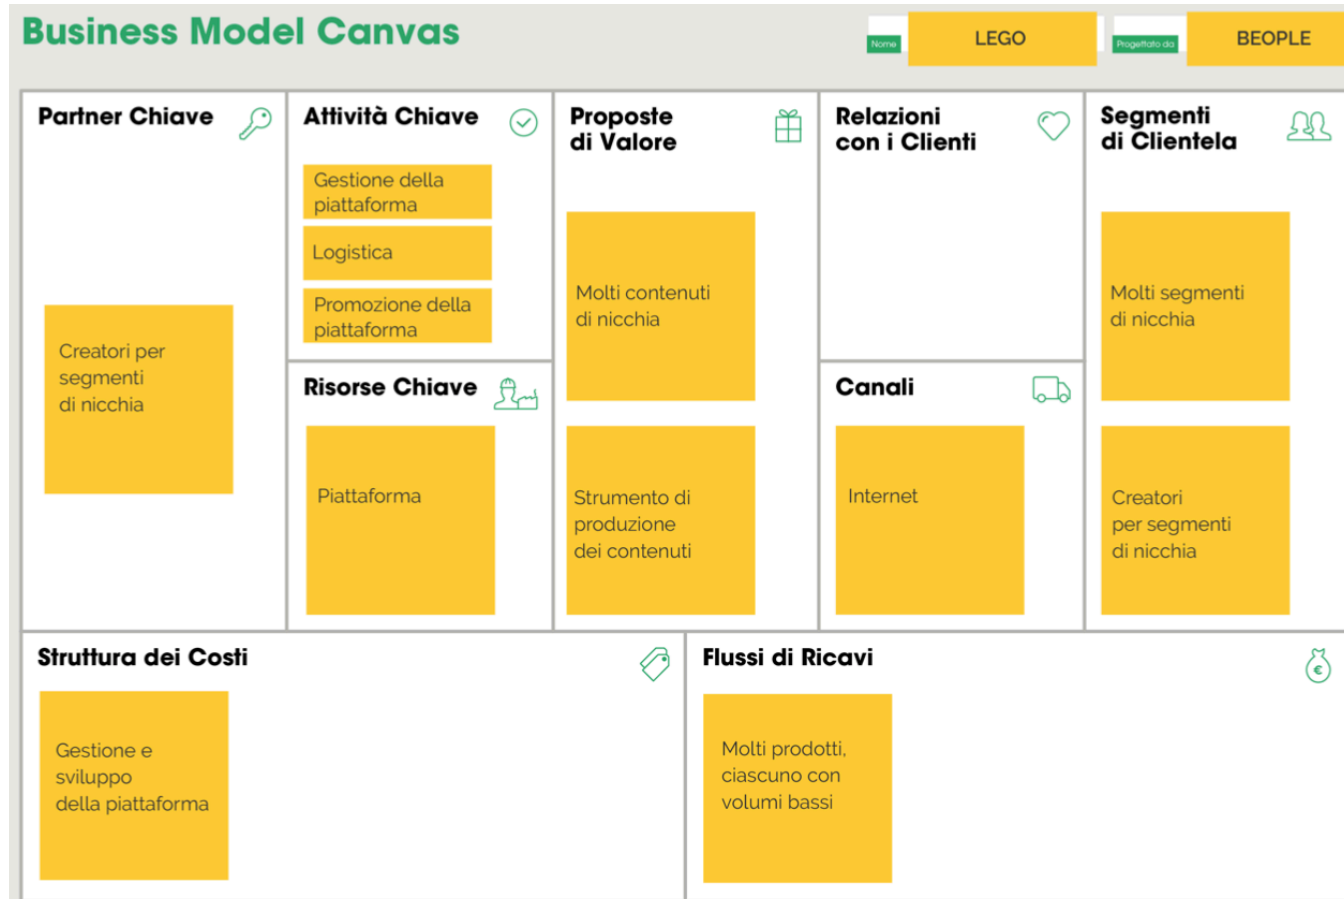 Business Model Canvas
Nome
LEGO
Progettato da
BEOPLE
Partner Chiave
Creatori per
segmenti
di nicchia
Attività Chiave
Gestione della
piattaforma
Logistica
Promozione della
piattaforma
Risorse Chiave
Piattaforma
Proposte
di Valore
Molti contenuti
di nicchia
Strumento di
produzione
dei contenuti
Relazioni
con i Clienti
Canali
Internet
Segmenti
di Clientela
Molti segmenti
di nicchia
Creatori
per segmenti
di nicchia
Struttura dei Costi
Gestione e
sviluppo
della piattaforma
Flussi di Ricavi
€
Molti prodotti,
ciascuno con
volumi bassi